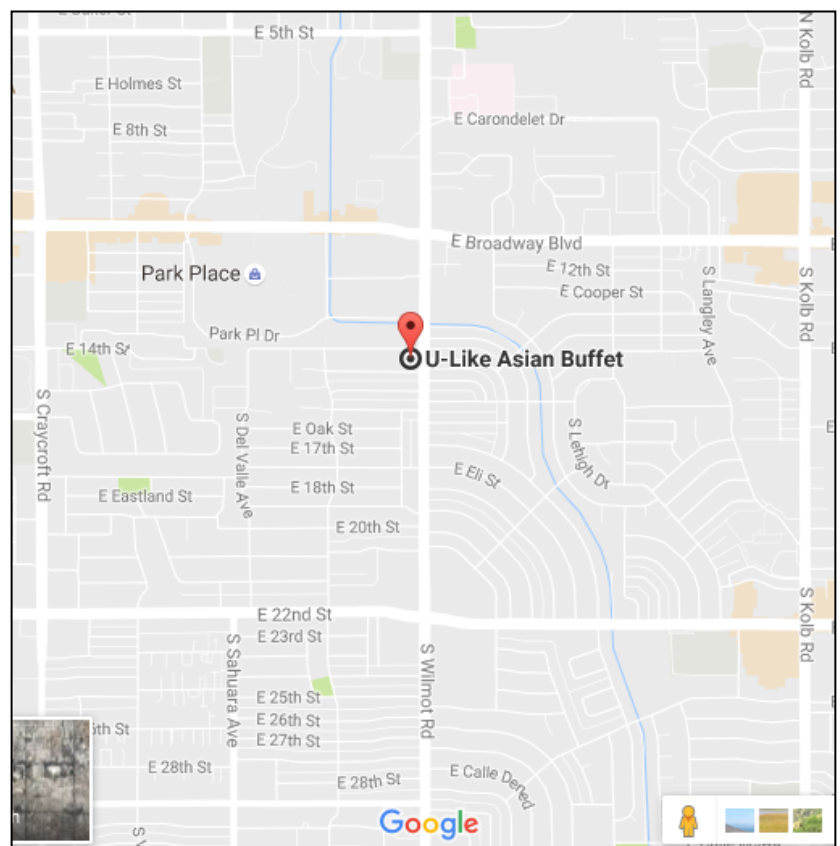 E 5th St
N Kolb Rd
E Holmes St
E Carondelet Dr
E 8th St
E Broadway Blvd
E 12th St
Park Place
S Langley Ave
S Kolb Rd
E Cooper St
Park Pl Dr
E 14th St
U-Like Asian Buffet
S Craycroft Rd
S Del Valle Ave
E Oak St
S Lehigh Dr
E 17th St
E Eli St
E 18th St
E Eastland St
E 20th St
S Kolb Rd
E 22nd St
E 23rd St
S Sahuara Ave
S Wilmot Rd
E 25th St
E 26th St
E 27th St
E 28th St
E 28th St
E Calle Dened
Google